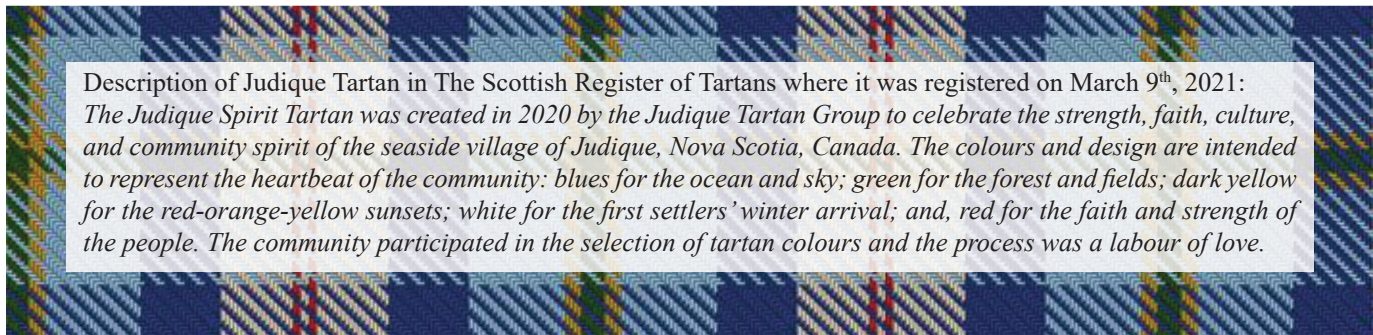 Description of Judique Tartan in The Scottish Register of Tartans where it was registered on March 9th, 2021:
The Judique Spirit Tartan was created in 2020 by the Judique Tartan Group to celebrate the strength, faith, culture,
and community spirit of the seaside village of Judique, Nova Scotia, Canada. The colours and design are intended
to represent the heartbeat of the community: blues for the ocean and sky; green for the forest and fields; dark yellow
for the red-orange-yellow sunsets; white for the first settlers’ winter arrival; and, red for the faith and strength of
the people. The community participated in the selection of tartan colours and the process was a labour of love.